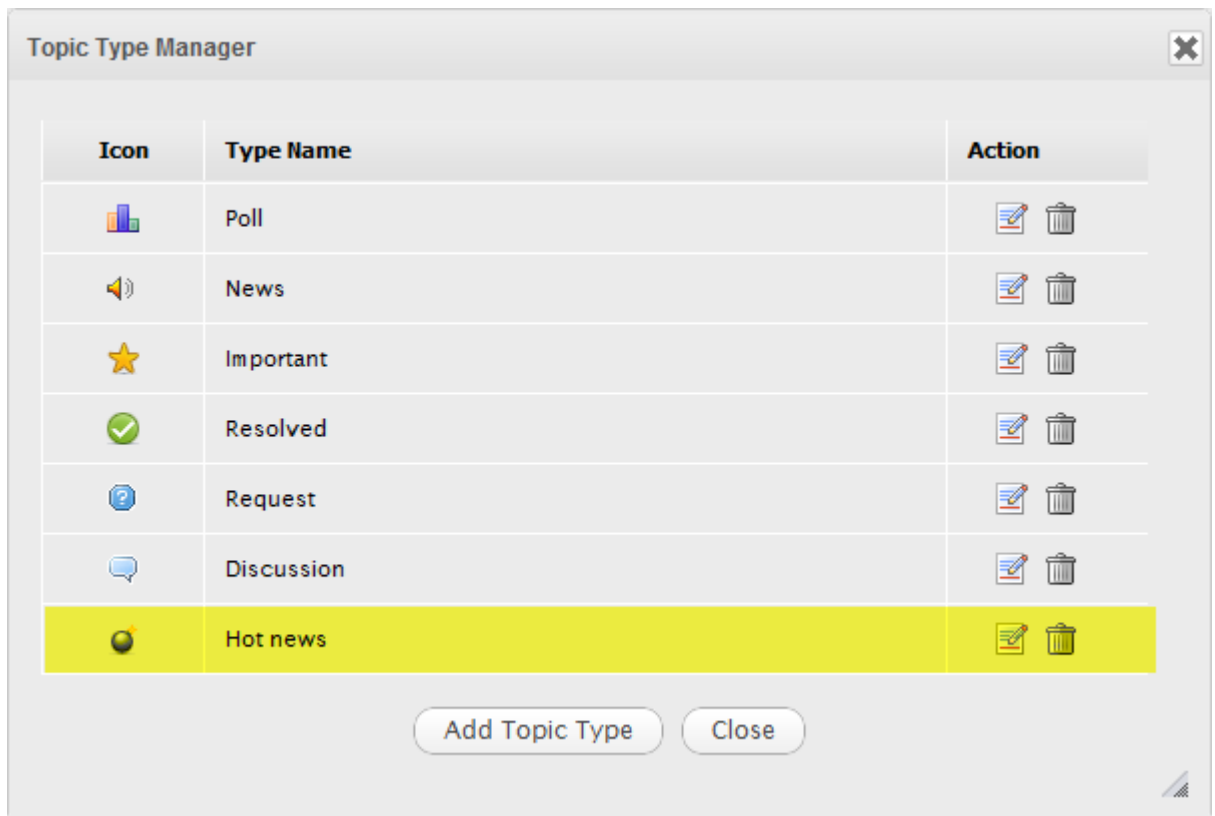 Topic Type Manager
Icon Type Name Action
Poll
News
Important
Resolved
Request
Discussion
Hot news
Add Topic Type Close